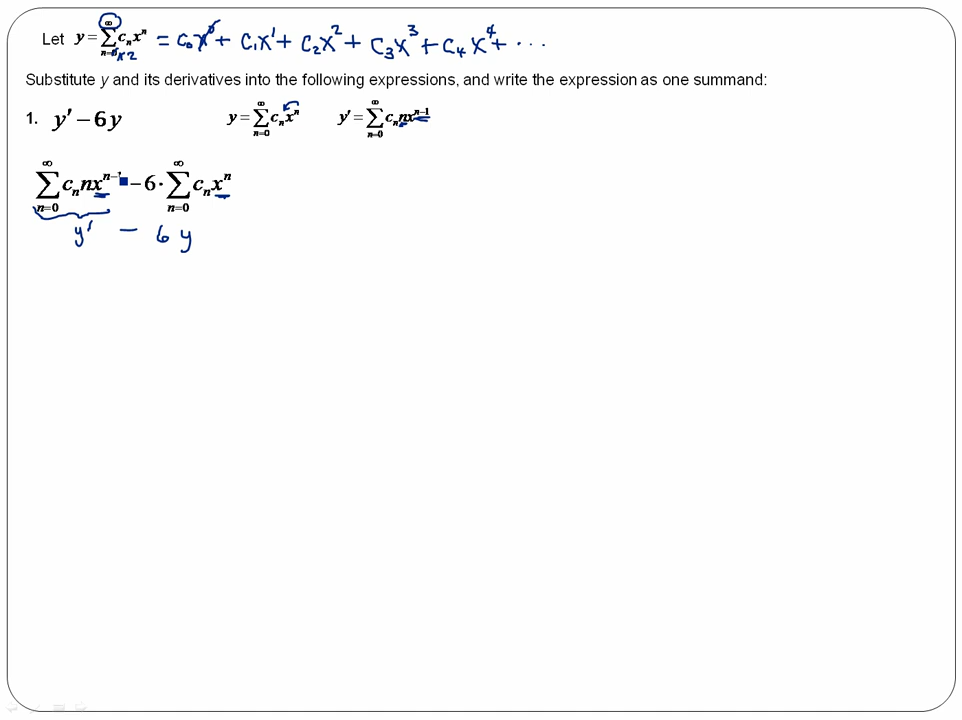 Let y = ∑_{n=0}^{∞} c_n x^n = c_0 x^0 + c_1 x^1 + c_2 x^2 + c_3 x^3 + c_4 x^4 + ...
Substitute y and its derivatives into the following expressions, and write the expression as one summand:
1. y′ − 6y y = ∑_{n=0}^{∞} c_n x^n y′ = ∑_{n=0}^{∞} c_n n x^{n−1}
∑_{n=0}^{∞} c_n n x^{n−1} − 6 · ∑_{n=0}^{∞} c_n x^n
y′ − 6 y